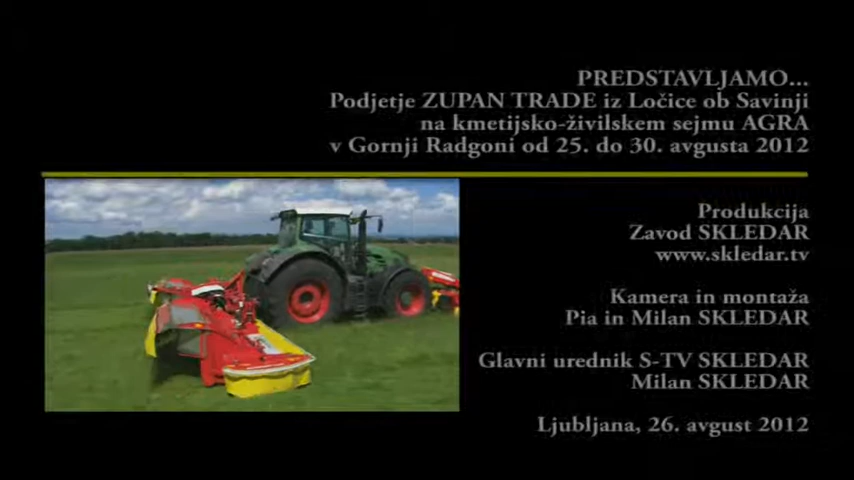 PREDSTAVLJAMO...
Podjetje ZUPAN TRADE iz Ločice ob Savinji
na kmetijsko-živilskem sejmu AGRA
v Gornji Radgoni od 25. do 30. avgusta 2012
Produkcija
Zavod SKLEDAR
www.skledar.tv
Kamera in montaža
Pia in Milan SKLEDAR
Glavni urednik S-TV SKLEDAR
Milan SKLEDAR
Ljubljana, 26. avgust 2012